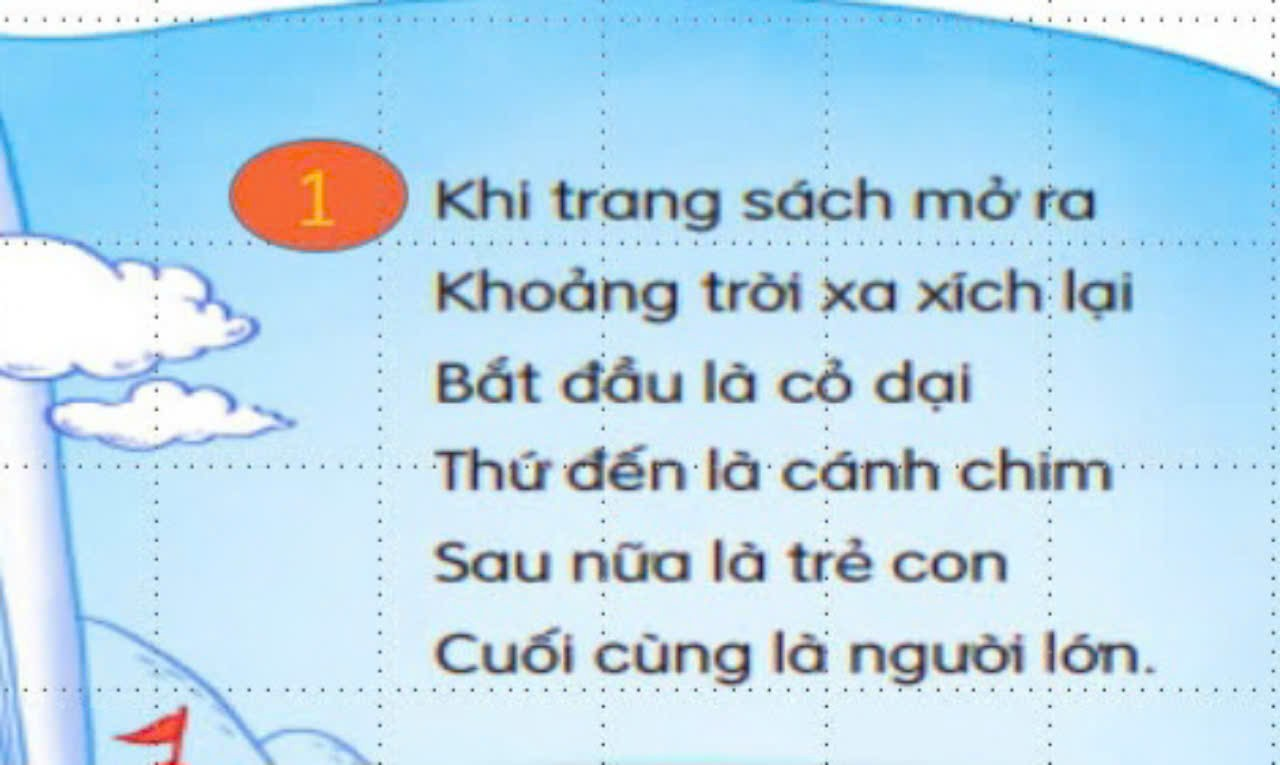 1
Khi trang sách mở ra
Khoảng trời xa xích lại
Bắt đầu là cỏ dại
Thứ đến là cánh chim
Sau nữa là trẻ con
Cuối cùng là người lớn.